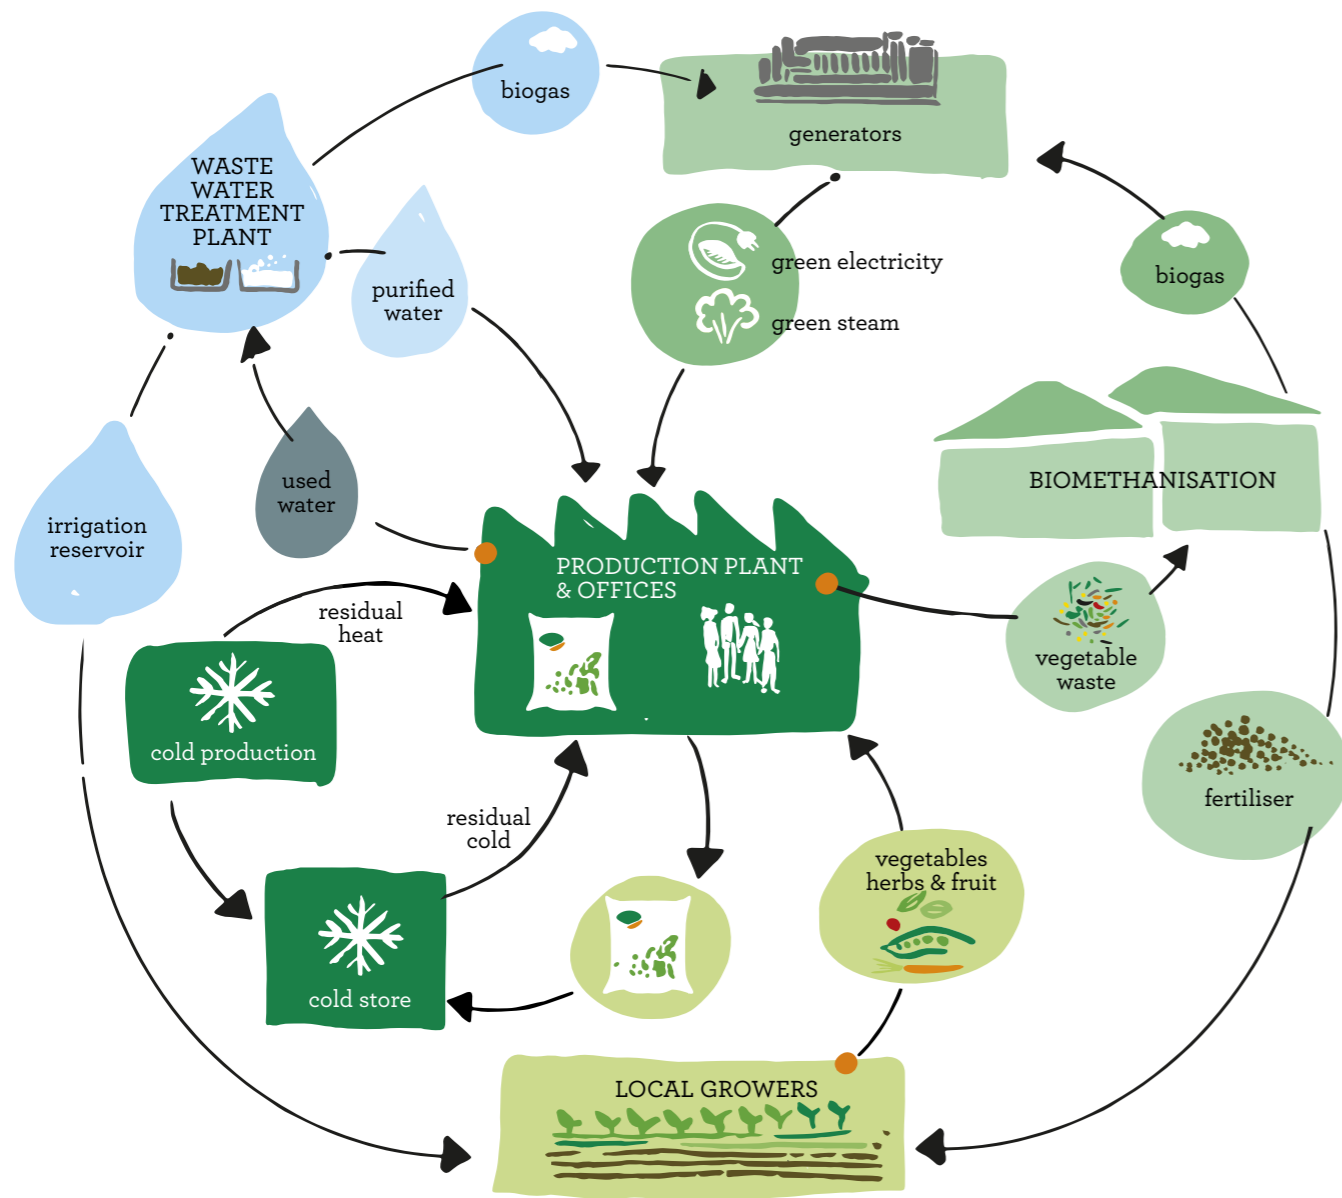 biogas
generators
WASTE
WATER
TREATMENT
PLANT
purified
water
green electricity
green steam
biogas
used
water
irrigation
reservoir
BIOMETHANISATION
PRODUCTION PLANT
& OFFICES
residual
heat
vegetable
waste
cold production
fertiliser
residual
cold
vegetables
herbs & fruit
cold store
LOCAL GROWERS